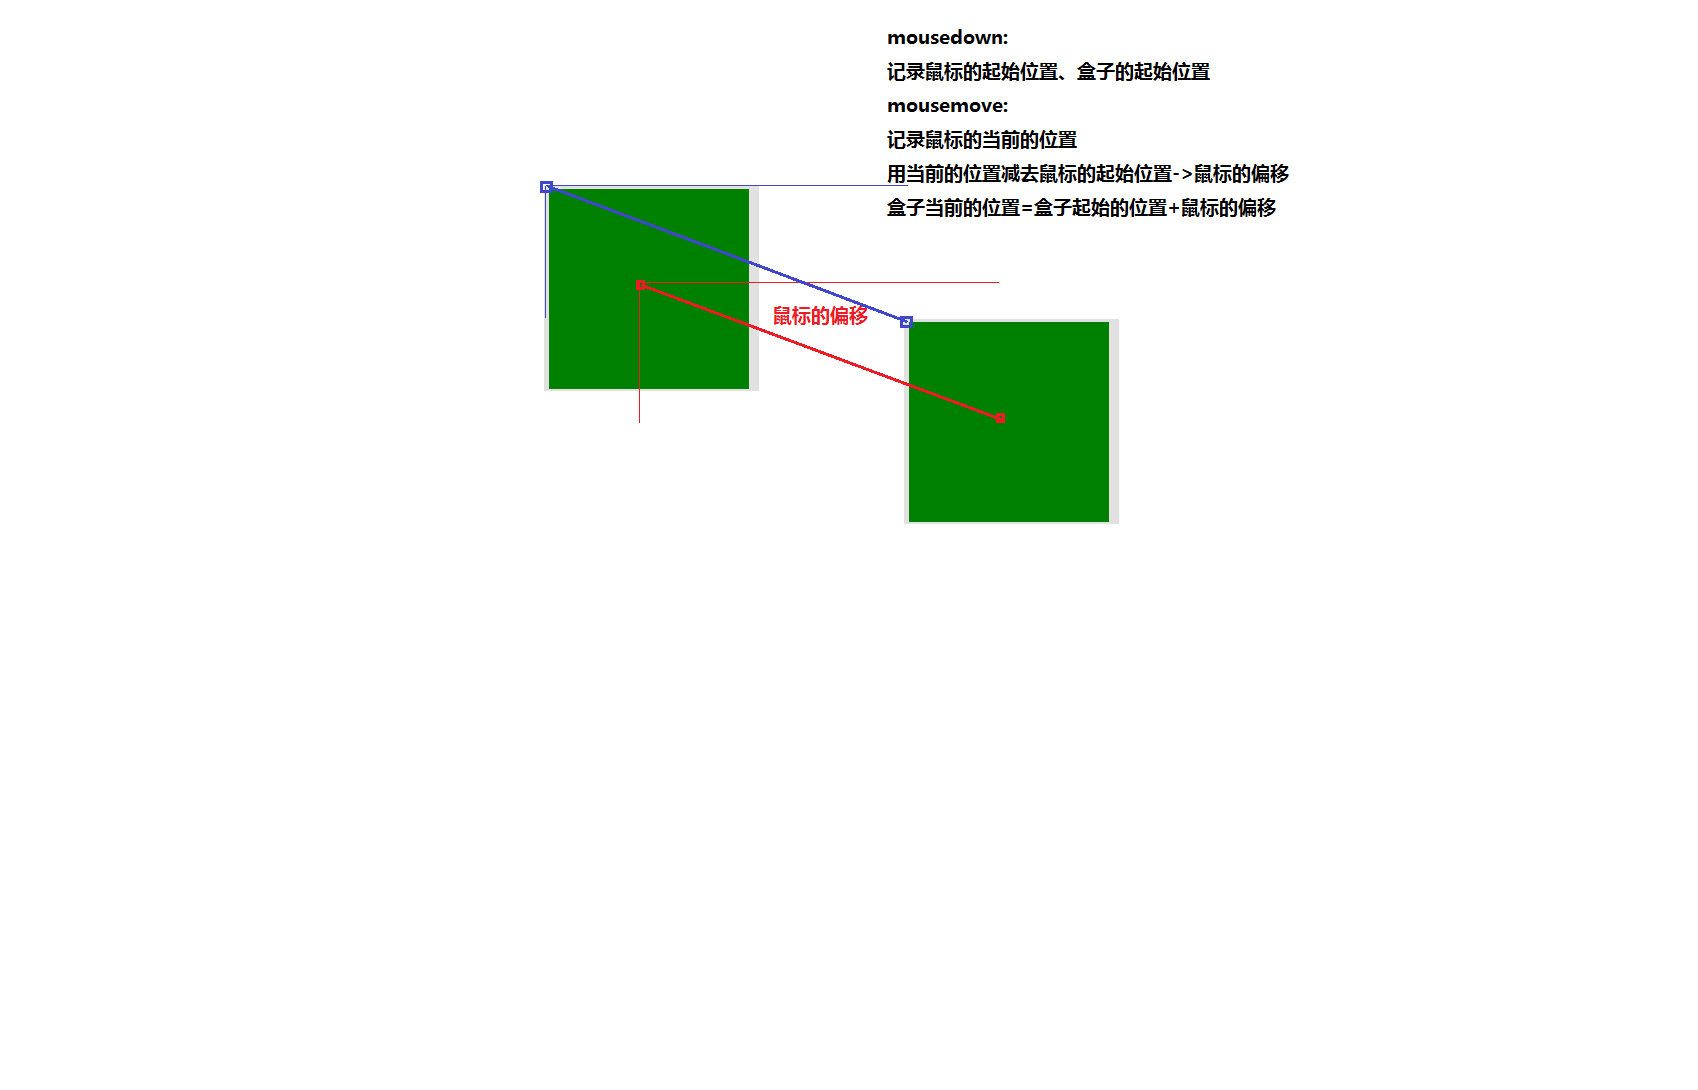 mousedown:
记录鼠标的起始位置、盒子的起始位置
mousemove:
记录鼠标的当前的位置
用当前的位置减去鼠标的起始位置->鼠标的偏移
盒子当前的位置=盒子起始的位置+鼠标的偏移
鼠标的偏移